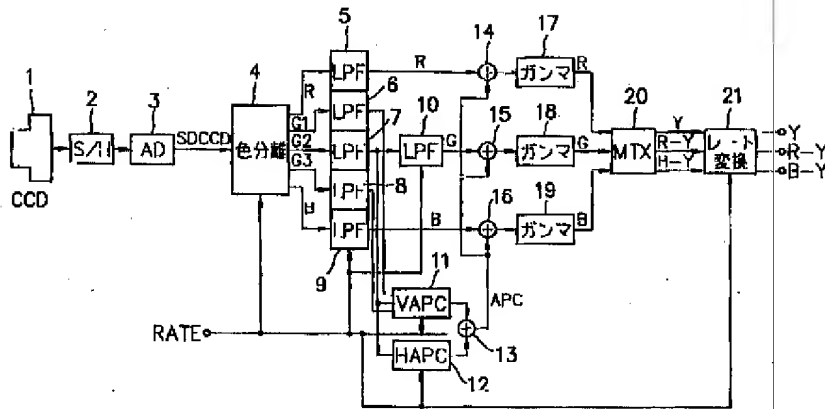 5
17
14
4
LPF
R
ガンマ
R
1
R
6
LPF
20
21
2
3
G1
7
10
15
18
Y
Y
S/H
AD
SDCCD
色分離
G2
LPF
LPF
G
ガンマ
G
MTX
R-Y
レート変換
R-Y
G3
8
H-Y
B-Y
CCD
LPF
16
19
B
LPF
B
ガンマ
B
9
11
VAPC
APC
RATE
13
HAPC
12